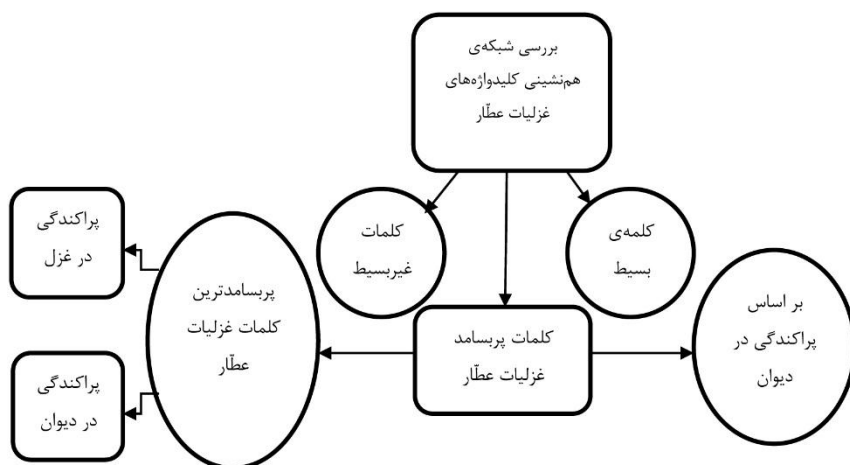 بررسی شبکه‌ی
هم‌نشینی کلیدواژه‌های
غزلیات عطّار
کلمه‌ی
بسیط
کلمات
غیربسیط
کلمات پربسامد
غزلیات عطّار
بر اساس
پراکندگی در
دیوان
پربسامدترین
کلمات غزلیات
عطّار
پراکندگی
در غزل
پراکندگی
در دیوان